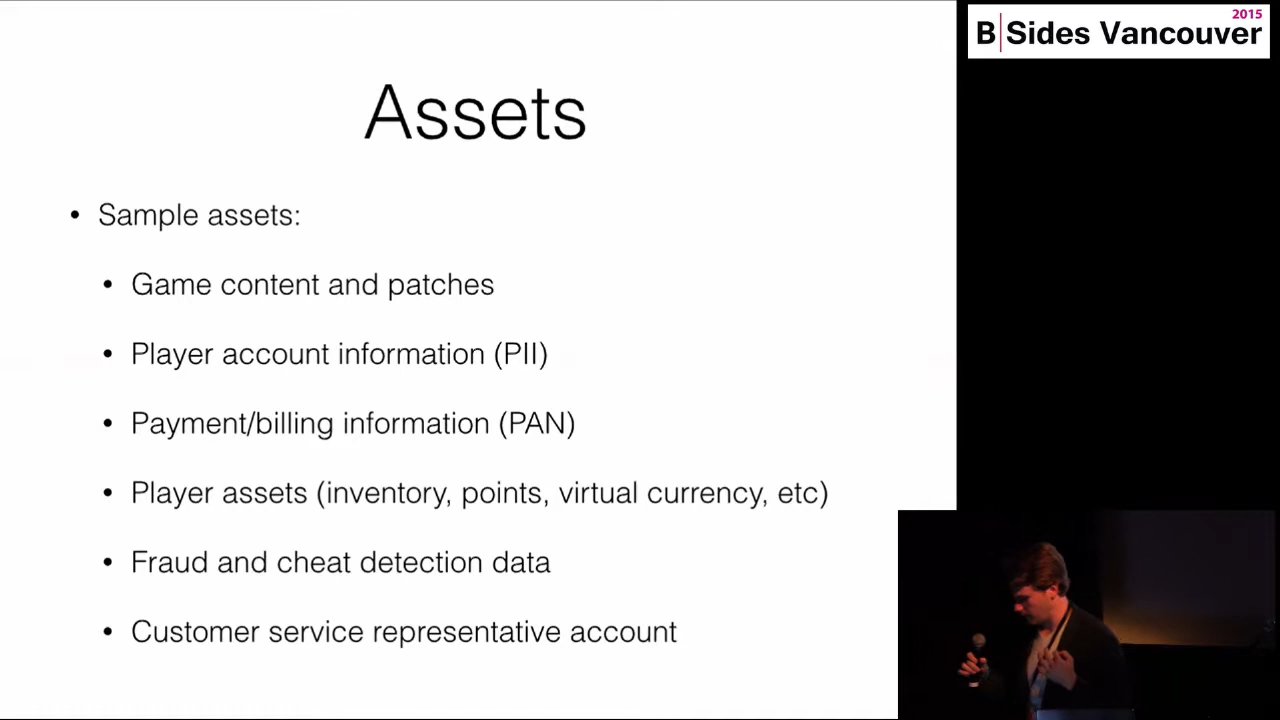 Assets
• Sample assets:
• Game content and patches
• Player account information (PII)
• Payment/billing information (PAN)
• Player assets (inventory, points, virtual currency, etc)
• Fraud and cheat detection data
• Customer service representative account
2015
B|Sides Vancouver